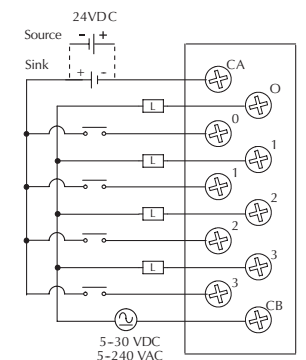 24VDC
Source - +
Sink + -
CA
L O
0
L 1
1
L 2
2
L 3
3
CB
5-30 VDC
5-240 VAC